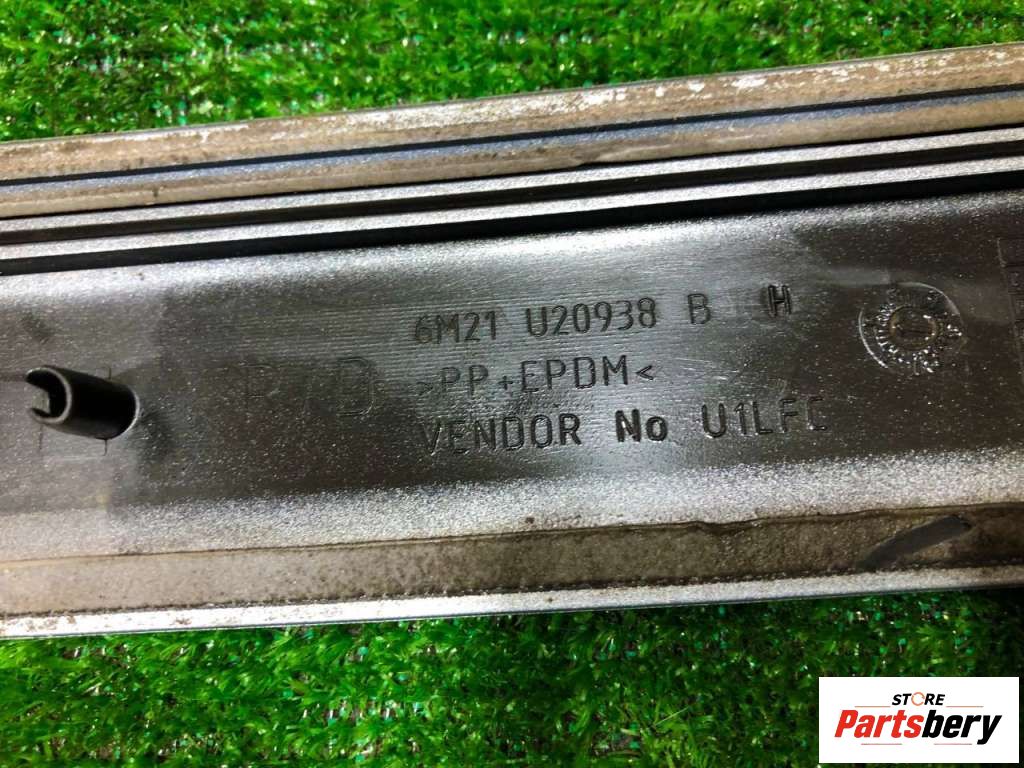 6M21 U20938 B H
P/D >PP+EPDM<
VENDOR No U1LFC
STORE
Partsbery